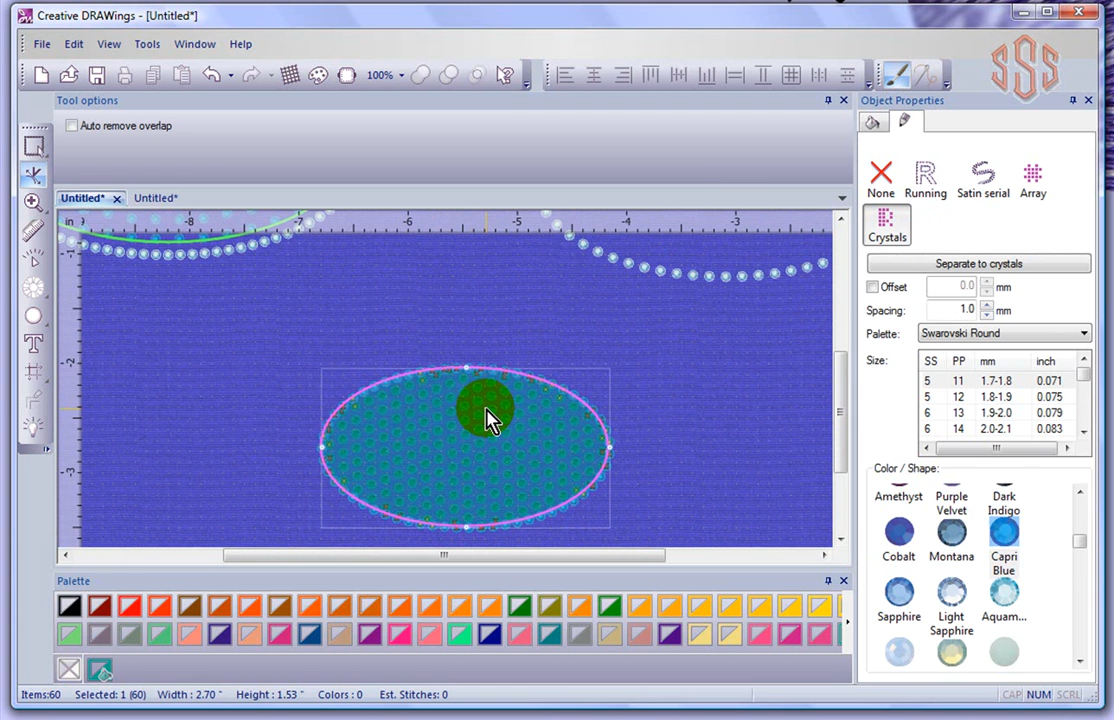 Creative DRAWings - [Untitled*]
SSS
File Edit View Tools Window Help
100%
Tool options
Object Properties
Auto remove overlap
None Running Satin serial Array
Crystals
Untitled* Untitled*
in -8 -7 -6 -5 -4 -3
-1
-2
-3
Separate to crystals
Offset 0.0 mm
Spacing: 1.0 mm
Palette: Swarovski Round
Size: SS PP mm inch
5 11 1.7-1.8 0.071
5 12 1.8-1.9 0.075
6 13 1.9-2.0 0.079
6 14 2.0-2.1 0.083
Color / Shape:
Amethyst Purple Velvet Dark Indigo
Cobalt Montana Capri Blue
Sapphire Light Sapphire Aquam...
Palette
Items:60 Selected: 1 (60) Width : 2.70 " Height : 1.53 " Colors : 0 Est. Stitches: 0 CAP NUM SCRL